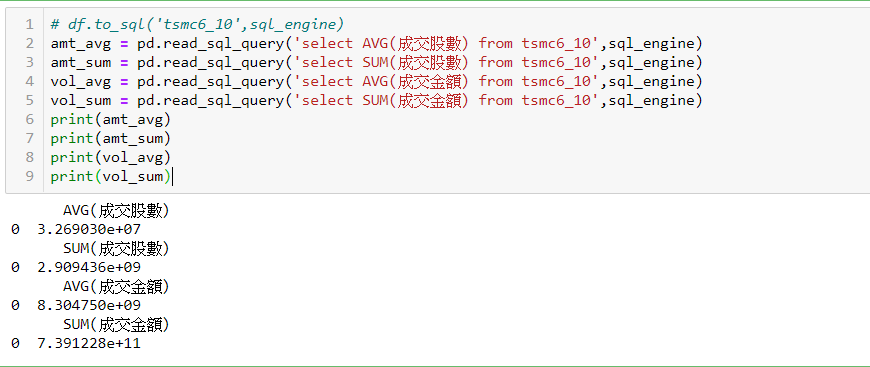 1 # df.to_sql('tsmc6_10',sql_engine)
2 amt_avg = pd.read_sql_query('select AVG(成交股數) from tsmc6_10',sql_engine)
3 amt_sum = pd.read_sql_query('select SUM(成交股數) from tsmc6_10',sql_engine)
4 vol_avg = pd.read_sql_query('select AVG(成交金額) from tsmc6_10',sql_engine)
5 vol_sum = pd.read_sql_query('select SUM(成交金額) from tsmc6_10',sql_engine)
6 print(amt_avg)
7 print(amt_sum)
8 print(vol_avg)
9 print(vol_sum)
AVG(成交股數)
0 3.269030e+07
SUM(成交股數)
0 2.909436e+09
AVG(成交金額)
0 8.304750e+09
SUM(成交金額)
0 7.391228e+11